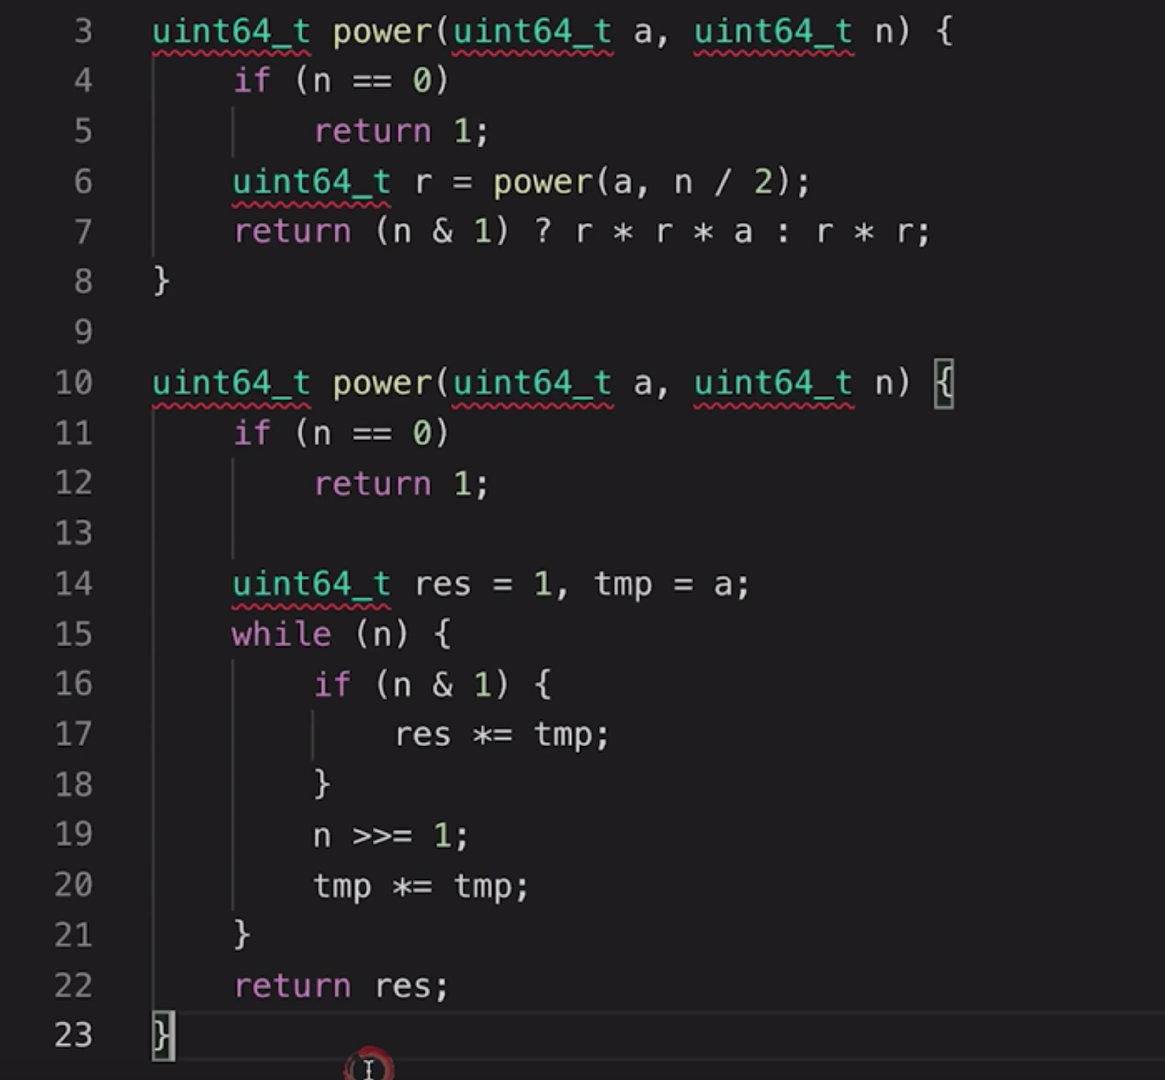 3 uint64_t power(uint64_t a, uint64_t n) {
4 if (n == 0)
5 return 1;
6 uint64_t r = power(a, n / 2);
7 return (n & 1) ? r * r * a : r * r;
8 }
9
10 uint64_t power(uint64_t a, uint64_t n) {
11 if (n == 0)
12 return 1;
13
14 uint64_t res = 1, tmp = a;
15 while (n) {
16 if (n & 1) {
17 res *= tmp;
18 }
19 n >>= 1;
20 tmp *= tmp;
21 }
22 return res;
23 }